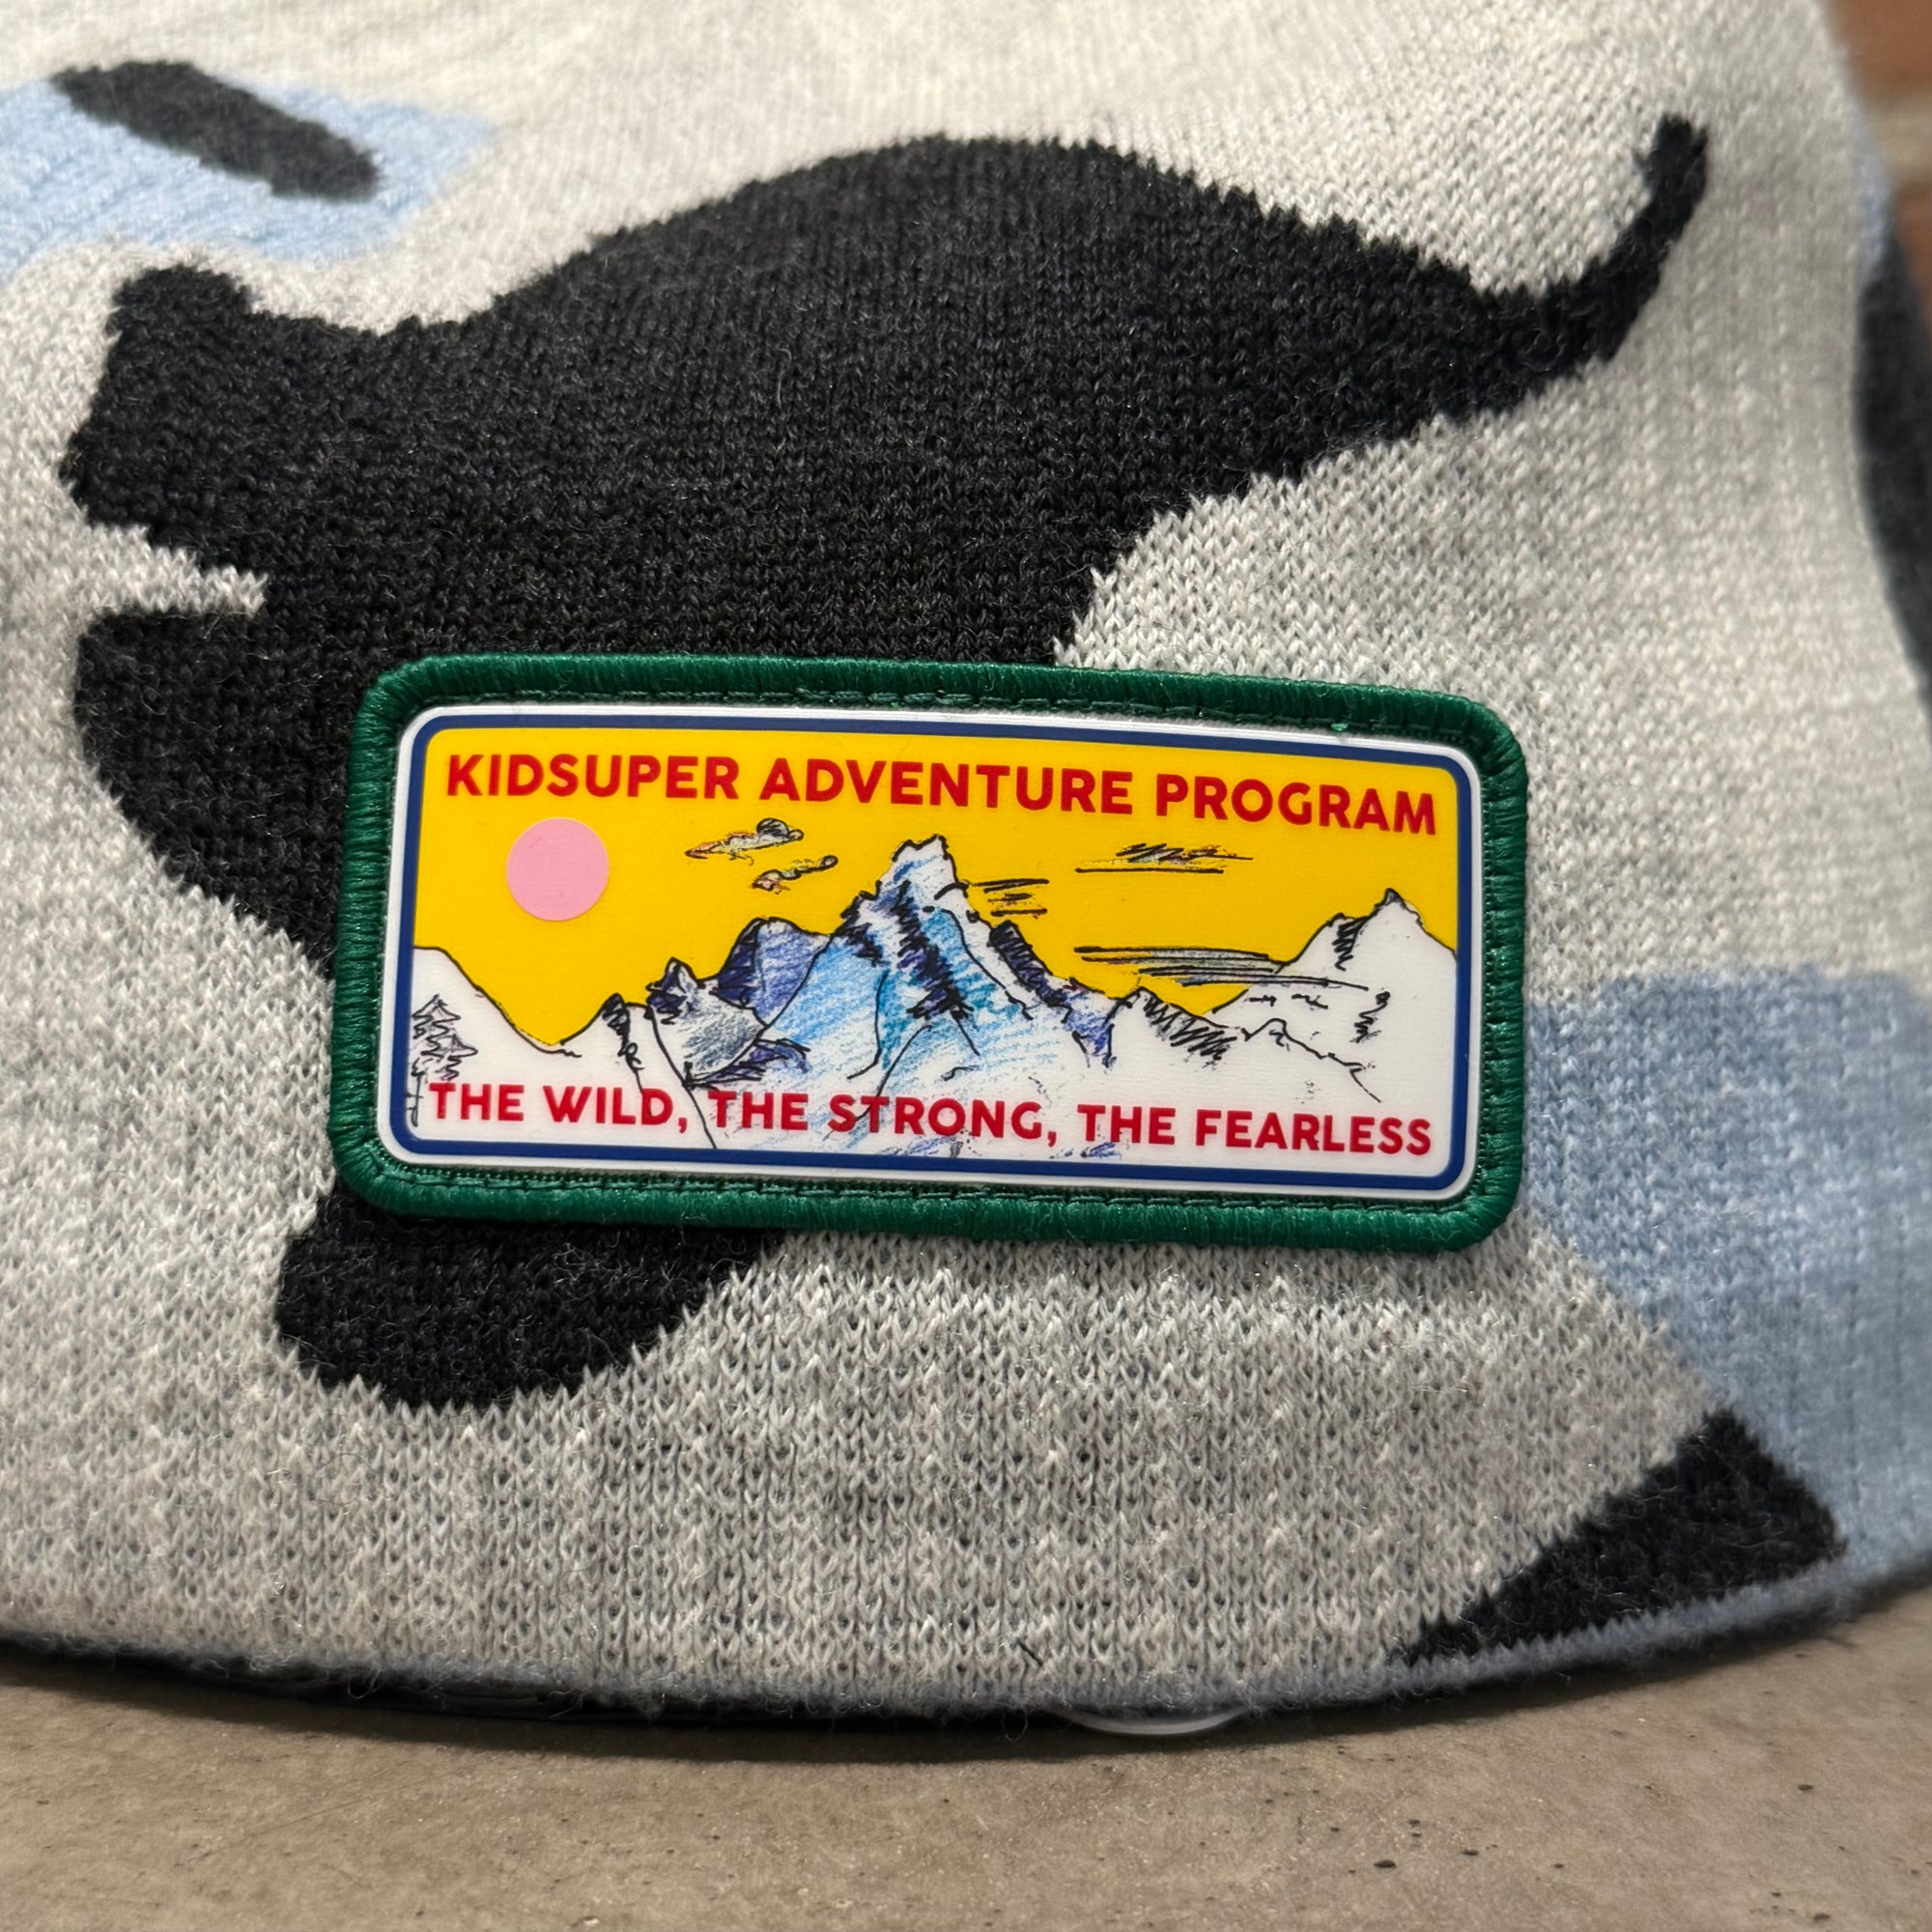 KIDSUPER ADVENTURE PROGRAM
THE WILD, THE STRONG, THE FEARLESS